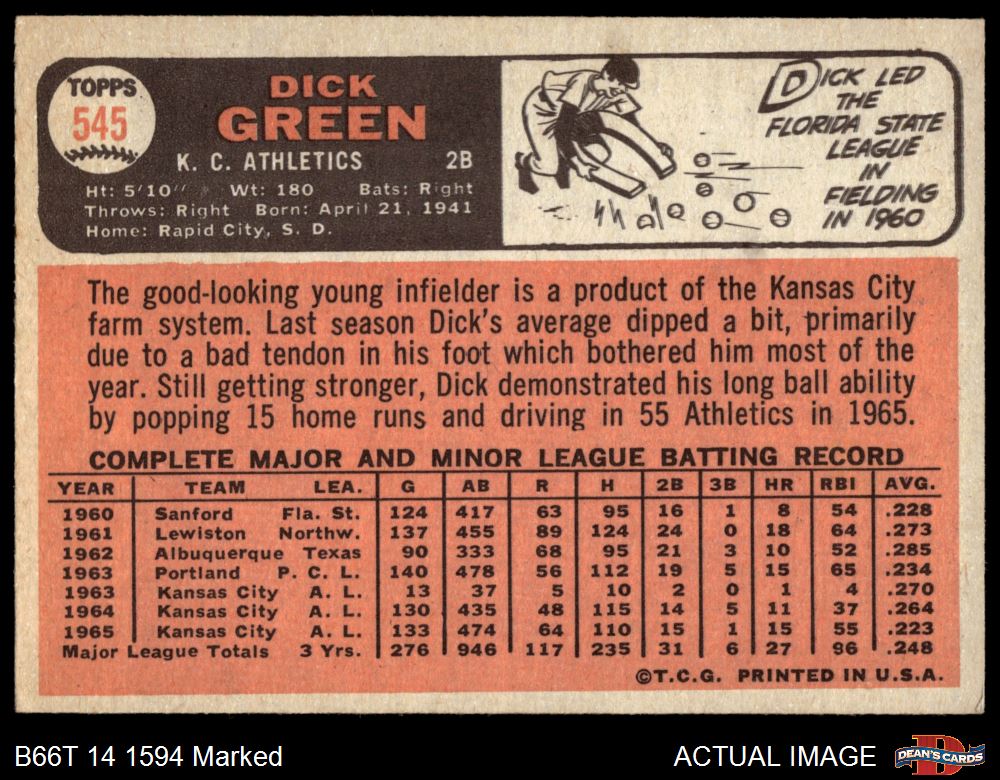 TOPPS
545
DICK
GREEN
K. C. ATHLETICS 2B
Ht: 5'10" Wt: 180 Bats: Right
Throws: Right Born: April 21, 1941
Home: Rapid City, S. D.
DICK LED
THE
FLORIDA STATE
LEAGUE
IN
FIELDING
IN 1960
The good-looking young infielder is a product of the Kansas City
farm system. Last season Dick's average dipped a bit, primarily
due to a bad tendon in his foot which bothered him most of the
year. Still getting stronger, Dick demonstrated his long ball ability
by popping 15 home runs and driving in 55 Athletics in 1965.
COMPLETE MAJOR AND MINOR LEAGUE BATTING RECORD
YEAR TEAM LEA. G AB R H 2B 3B HR RBI AVG.
1960 Sanford Fla. St. 124 417 63 95 16 1 8 54 .228
1961 Lewiston Northw. 137 455 89 124 24 0 18 64 .273
1962 Albuquerque Texas 90 333 68 95 21 3 10 52 .285
1963 Portland P. C. L. 140 478 56 112 19 5 15 65 .234
1963 Kansas City A. L. 13 37 5 10 2 0 1 4 .270
1964 Kansas City A. L. 130 435 48 115 14 5 11 37 .264
1965 Kansas City A. L. 133 474 64 110 15 1 15 55 .223
Major League Totals 3 Yrs. 276 946 117 235 31 6 27 96 .248
©T.C.G. PRINTED IN U.S.A.
B66T 14 1594 Marked
ACTUAL IMAGE
DEAN'S CARDS